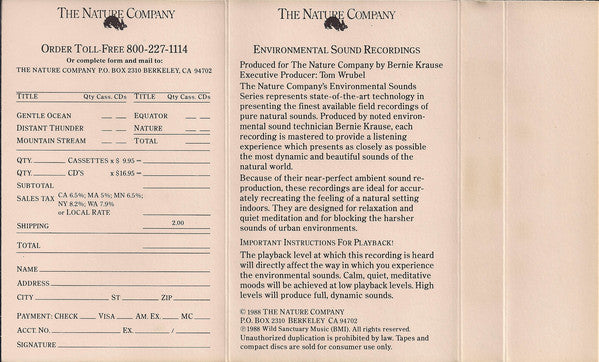 THE NATURE COMPANY
ORDER TOLL-FREE 800-227-1114
Or complete form and mail to:
THE NATURE COMPANY P.O. BOX 2310 BERKELEY, CA 94702
TITLE Qty Cass. CDs TITLE Qty Cass. CDs
GENTLE OCEAN EQUATOR
DISTANT THUNDER NATURE
MOUNTAIN STREAM TOTAL
QTY. CASSETTES x $ 9.95 =
QTY. CD'S x $16.95 =
SUBTOTAL
SALES TAX CA 6.5%; MA 5%; MN 6.5%;
NY 8.2%; WA 7.9%
or LOCAL RATE
SHIPPING 2.00
TOTAL
NAME
ADDRESS
CITY ST ZIP
PAYMENT: CHECK VISA AM. EX. MC
ACCT. NO. EX. /
SIGNATURE
THE NATURE COMPANY
ENVIRONMENTAL SOUND RECORDINGS
Produced for The Nature Company by Bernie Krause
Executive Producer: Tom Wrubel
The Nature Company's Environmental Sounds
Series represents state-of-the-art technology in
presenting the finest available field recordings of
pure natural sounds. Produced by noted environ-
mental sound technician Bernie Krause, each
recording is mastered to provide a listening
experience which presents as closely as possible
the most dynamic and beautiful sounds of the
natural world.
Because of their near-perfect ambient sound re-
production, these recordings are ideal for accur-
ately recreating the feeling of a natural setting
indoors. They are designed for relaxation and
quiet meditation and for blocking the harsher
sounds of urban environments.
IMPORTANT INSTRUCTIONS FOR PLAYBACK!
The playback level at which this recording is heard
will directly affect the way in which you experience
the environmental sounds. Calm, quiet, meditative
moods will be achieved at low playback levels. High
levels will produce full, dynamic sounds.
© 1988 THE NATURE COMPANY
P.O. BOX 2310 BERKELEY, CA 94702
℗ 1988 Wild Sanctuary Music (BMI). All rights reserved.
Unauthorized duplication is prohibited by law. Tapes and
compact discs are sold for consumer use only.